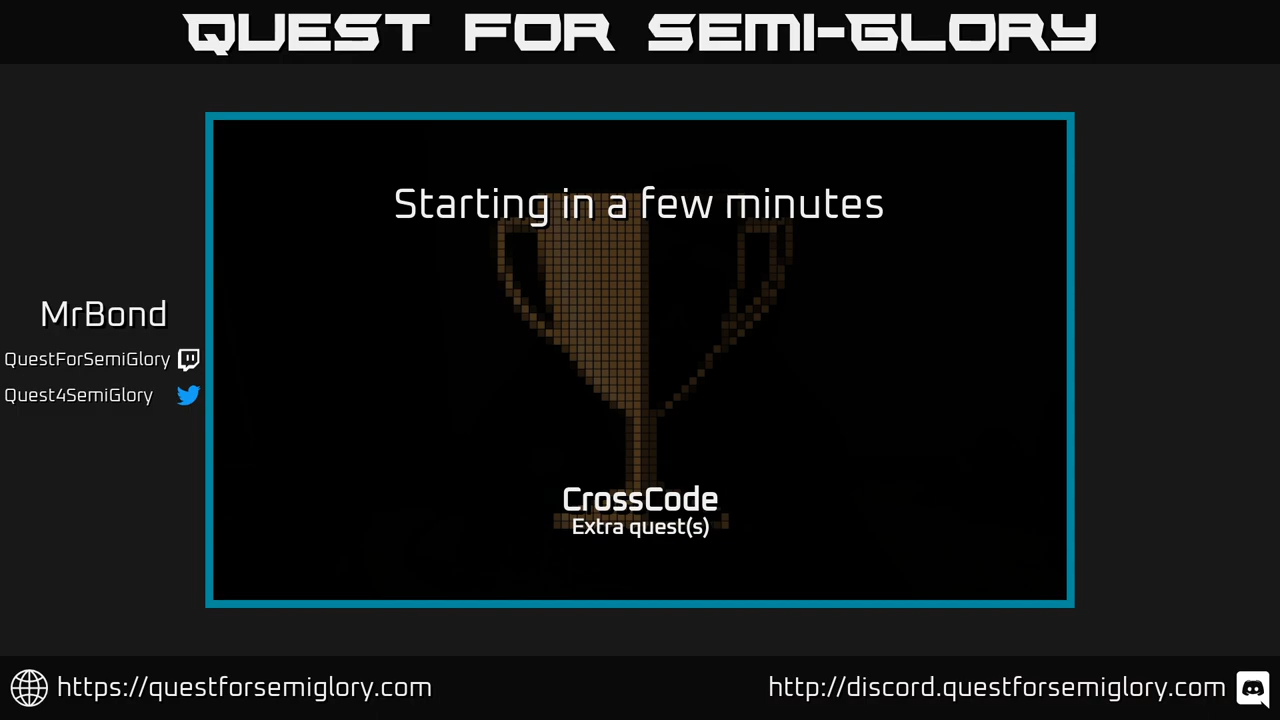 QUEST FOR SEMI-GLORY
Starting in a few minutes
MrBond
QuestForSemiGlory
Quest4SemiGlory
CrossCode
Extra quest(s)
https://questforsemiglory.com
http://discord.questforsemiglory.com